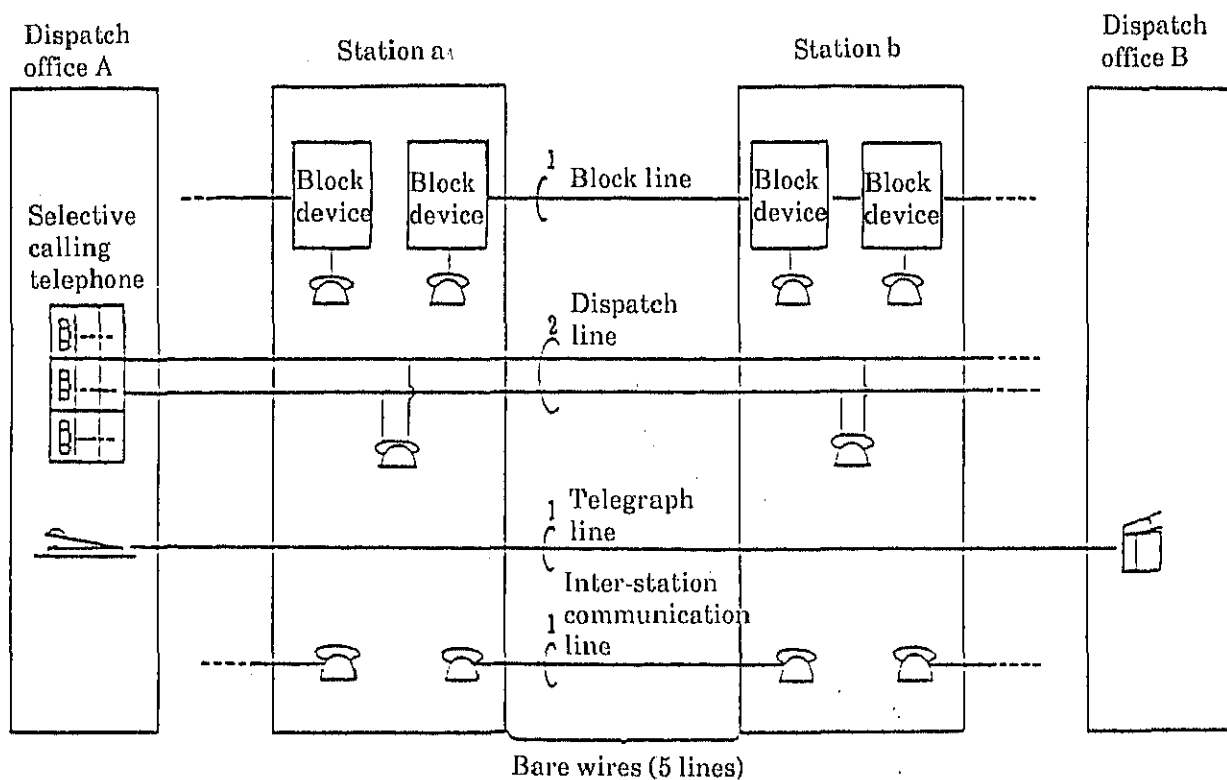 Dispatch
office A
Station a
Station b
Dispatch
office B
Block
device
Block
device
1
Block line
Block
device
Block
device
Selective
calling
telephone
2
Dispatch
line
1
Telegraph
line
Inter-station
communication
1
line
Bare wires (5 lines)